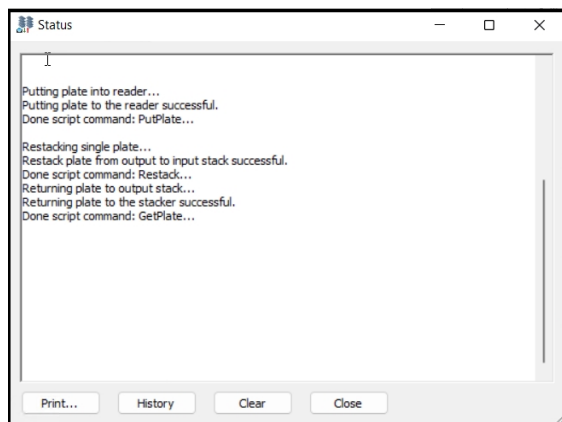 Status
Putting plate into reader...
Putting plate to the reader successful.
Done script command: PutPlate...
Restacking single plate...
Restack plate from output to input stack successful.
Done script command: Restack...
Returning plate to output stack...
Returning plate to the stacker successful.
Done script command: GetPlate...
Print... History Clear Close